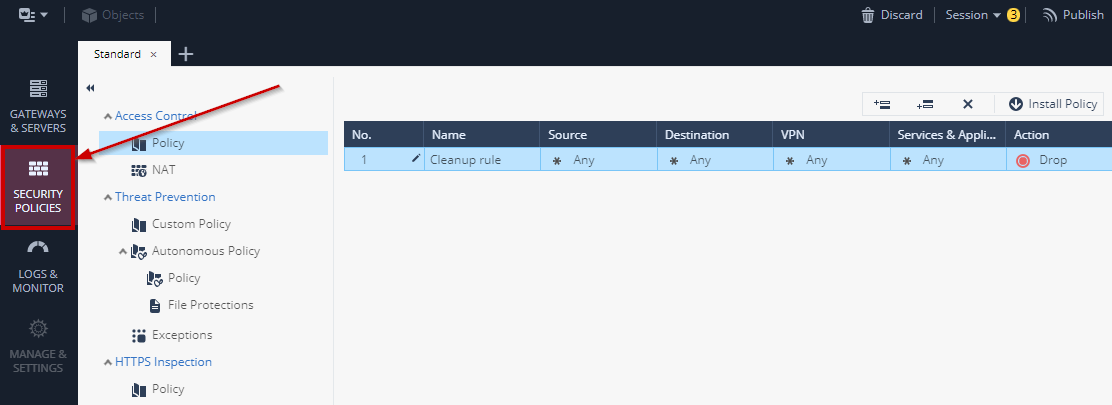 Objects
Discard
Session
3
Publish
Standard ×
GATEWAYS
& SERVERS
SECURITY
POLICIES
LOGS &
MONITOR
MANAGE &
SETTINGS
Access Control
Policy
NAT
Threat Prevention
Custom Policy
Autonomous Policy
Policy
File Protections
Exceptions
HTTPS Inspection
Policy
Install Policy
No. Name Source Destination VPN Services & Appli... Action
1 Cleanup rule Any Any Any Any Drop